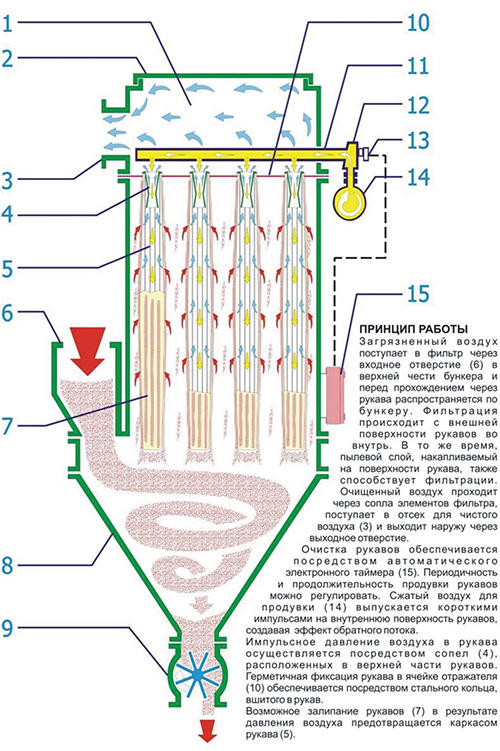 1
2
3
4
5
6
7
8
9
10
11
12
13
14
15
ПРИНЦИП РАБОТЫ
Загрязненный воздух
поступает в фильтр через
входное отверстие (6) в
верхней чести бункера и
перед прохождением через
рукава распространяется по
бункеру. Фильтрация
происходит с внешней
поверхности рукавов во
внутрь. В то же время,
пылевой слой, накапливаемый
на поверхности рукава, также
способствует фильтрации.
Очищенный воздух проходит
через сопла элементов фильтра,
поступает в отсек для чистого
воздуха (3) и выходит наружу через
выходное отверстие.
Очистка рукавов обеспечивается
посредством автоматического
электронного таймера (15). Периодичность
и продолжительность продувки рукавов
можно регулировать. Сжатый воздух для
продувки (14) выпускается короткими
импульсами на внутреннюю поверхность рукавов,
создавая эффект обратного потока.
Импульсное давление воздуха в рукава
осуществляется посредством сопел (4),
расположенных в верхней части рукавов.
Герметичная фиксация рукава в ячейке отражателя
(10) обеспечивается посредством стального кольца,
вшитого в рукав.
Возможное залипание рукавов (7) в результате
давления воздуха предотвращается каркасом
рукава (5).